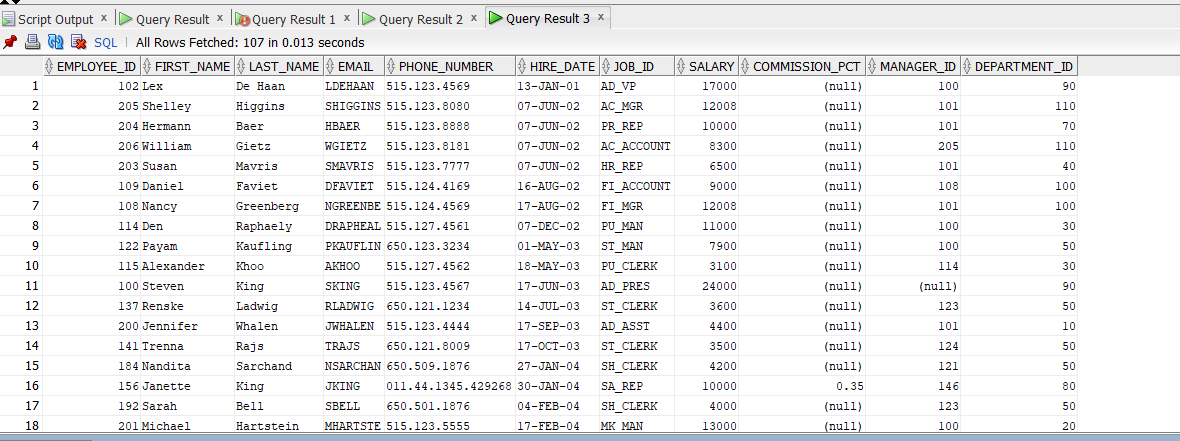 Script Output × Query Result × Query Result 1 × Query Result 2 × Query Result 3 ×
SQL | All Rows Fetched: 107 in 0.013 seconds
EMPLOYEE_ID FIRST_NAME LAST_NAME EMAIL PHONE_NUMBER HIRE_DATE JOB_ID SALARY COMMISSION_PCT MANAGER_ID DEPARTMENT_ID
1 102 Lex De Haan LDEHAAN 515.123.4569 13-JAN-01 AD_VP 17000 (null) 100 90
2 205 Shelley Higgins SHIGGINS 515.123.8080 07-JUN-02 AC_MGR 12008 (null) 101 110
3 204 Hermann Baer HBAER 515.123.8888 07-JUN-02 PR_REP 10000 (null) 101 70
4 206 William Gietz WGIETZ 515.123.8181 07-JUN-02 AC_ACCOUNT 8300 (null) 205 110
5 203 Susan Mavris SMAVRIS 515.123.7777 07-JUN-02 HR_REP 6500 (null) 101 40
6 109 Daniel Faviet DFAVIET 515.124.4169 16-AUG-02 FI_ACCOUNT 9000 (null) 108 100
7 108 Nancy Greenberg NGREENBE 515.124.4569 17-AUG-02 FI_MGR 12008 (null) 101 100
8 114 Den Raphaely DRAPHEAL 515.127.4561 07-DEC-02 PU_MAN 11000 (null) 100 30
9 122 Payam Kaufling PKAUFLIN 650.123.3234 01-MAY-03 ST_MAN 7900 (null) 100 50
10 115 Alexander Khoo AKHOO 515.127.4562 18-MAY-03 PU_CLERK 3100 (null) 114 30
11 100 Steven King SKING 515.123.4567 17-JUN-03 AD_PRES 24000 (null) (null) 90
12 137 Renske Ladwig RLADWIG 650.121.1234 14-JUL-03 ST_CLERK 3600 (null) 123 50
13 200 Jennifer Whalen JWHALEN 515.123.4444 17-SEP-03 AD_ASST 4400 (null) 101 10
14 141 Trenna Rajs TRAJS 650.121.8009 17-OCT-03 ST_CLERK 3500 (null) 124 50
15 184 Nandita Sarchand NSARCHAN 650.509.1876 27-JAN-04 SH_CLERK 4200 (null) 121 50
16 156 Janette King JKING 011.44.1345.429268 30-JAN-04 SA_REP 10000 0.35 146 80
17 192 Sarah Bell SBELL 650.501.1876 04-FEB-04 SH_CLERK 4000 (null) 123 50
18 201 Michael Hartstein MHARTSTE 515.123.5555 17-FEB-04 MK_MAN 13000 (null) 100 20